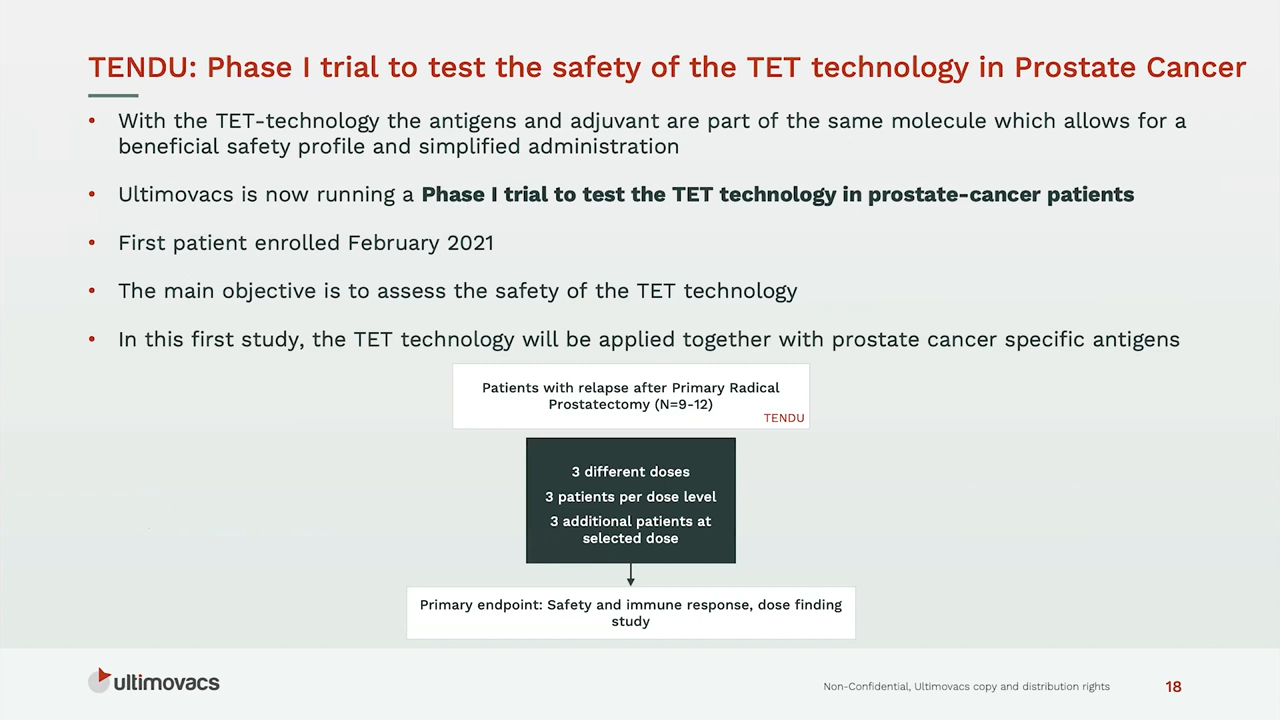 TENDU: Phase I trial to test the safety of the TET technology in Prostate Cancer
• With the TET-technology the antigens and adjuvant are part of the same molecule which allows for a
beneficial safety profile and simplified administration
• Ultimovacs is now running a Phase I trial to test the TET technology in prostate-cancer patients
• First patient enrolled February 2021
• The main objective is to assess the safety of the TET technology
• In this first study, the TET technology will be applied together with prostate cancer specific antigens
Patients with relapse after Primary Radical
Prostatectomy (N=9-12)
TENDU
3 different doses
3 patients per dose level
3 additional patients at
selected dose
Primary endpoint: Safety and immune response, dose finding
study
ultimovacs
Non-Confidential, Ultimovacs copy and distribution rights
18